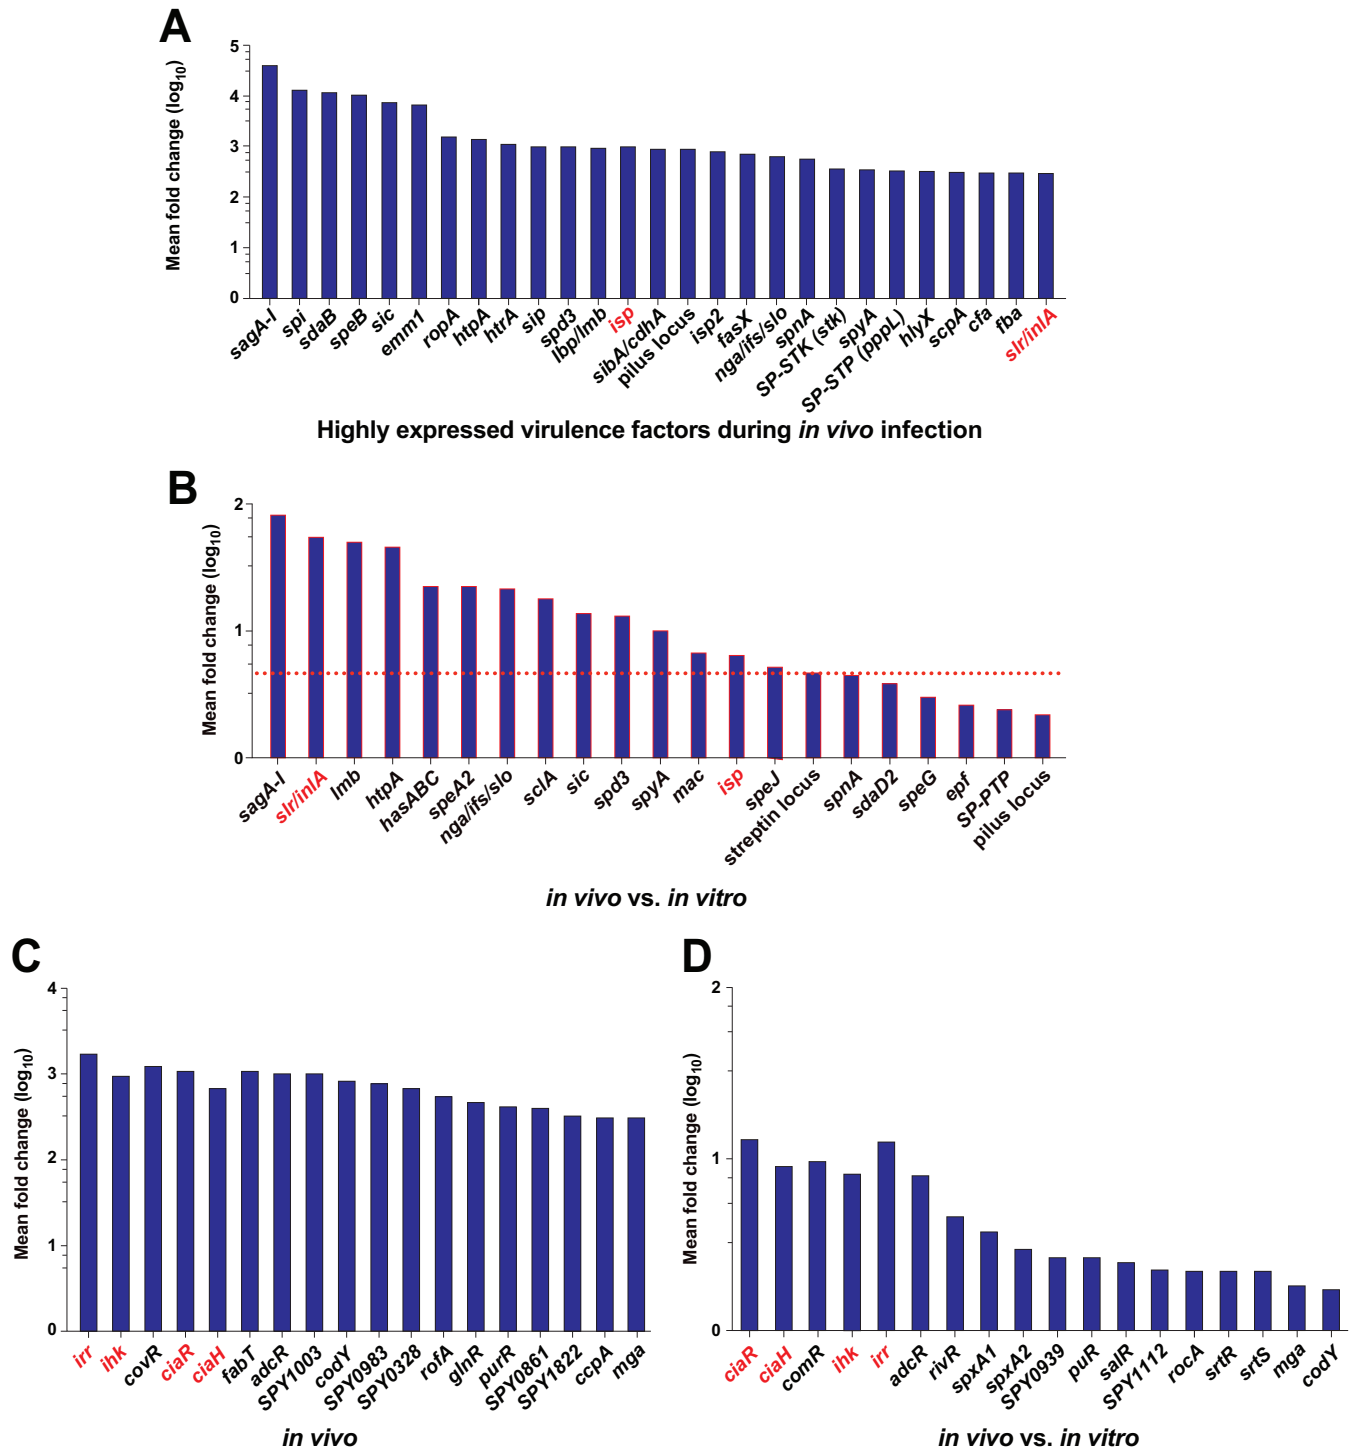 A
Mean fold change (log10)
5
4
3
2
1
0
sagA-I
spi
sdaB
speB
sic
emm1
ropA
htpA
htrA
sip
spd3
lbp/lmb
isp
sibA/cdhA
pilus locus
isp2
fasX
nga/ifs/slo
spnA
SP-STK (stk)
spyA
SP-STP (pppL)
hlyX
scpA
cfa
fba
slr/inlA
Highly expressed virulence factors during in vivo infection
B
Mean fold change (log10)
2
1
0
sagA-I
slr/inlA
lmb
htpA
hasABC
speA2
nga/ifs/slo
sclA
sic
spd3
spyA
mac
isp
speJ
streptin locus
spnA
sdaD2
speG
epf
SP-PTP
pilus locus
in vivo vs. in vitro
C
Mean fold change (log10)
4
3
2
1
0
irr
ihk
covR
ciaR
ciaH
fabT
adcR
SPY1003
codY
SPY0983
SPY0328
rofA
glnR
purR
SPY0861
SPY1822
ccpA
mga
in vivo
D
Mean fold change (log10)
2
1
0
ciaR
ciaH
comR
ihk
irr
adcR
rivR
spxA1
spxA2
SPY0939
puR
salR
SPY1112
rocA
srtR
srtS
mga
codY
in vivo vs. in vitro